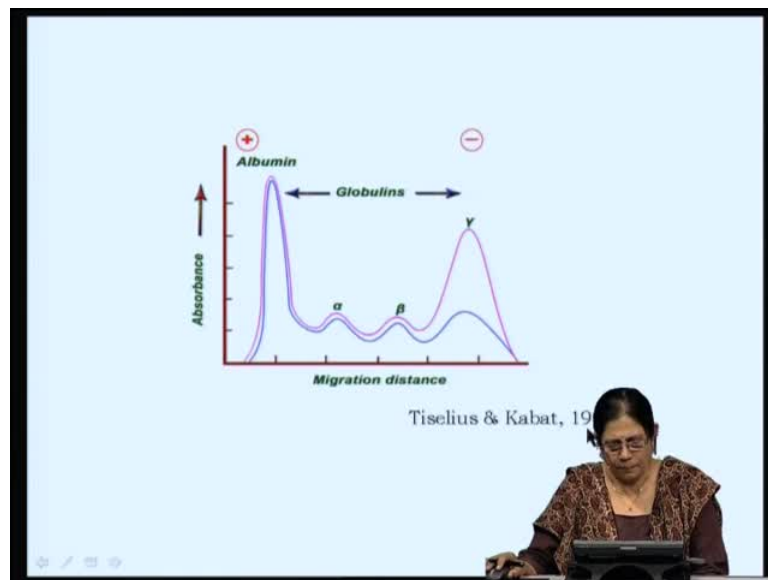 + −
Albumin
Globulins
γ
α β
Absorbance
Migration distance
Tiselius & Kabat, 19